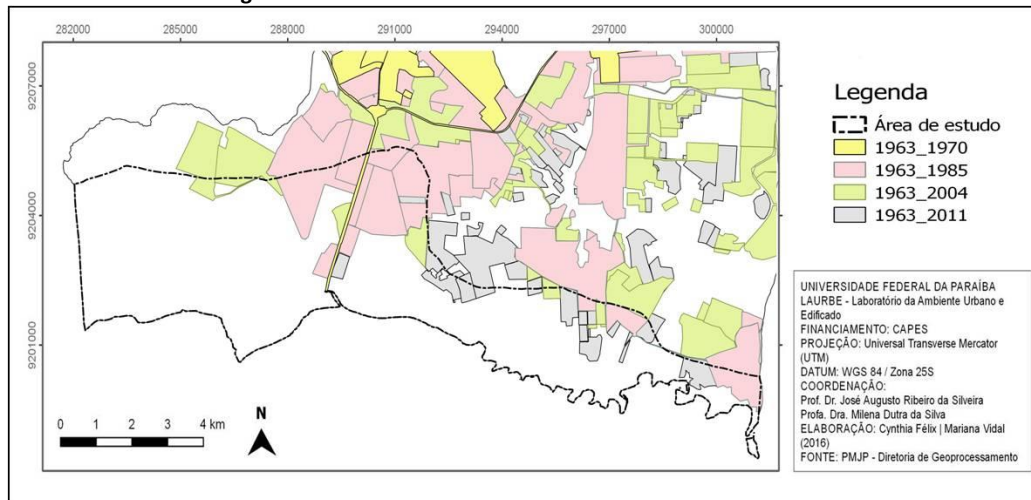 282000 285000 288000 291000 294000 297000 300000
9207000
9204000
9201000
0 1 2 3 4 km
N
Legenda
Área de estudo
1963_1970
1963_1985
1963_2004
1963_2011
UNIVERSIDADE FEDERAL DA PARAÍBA
LAURBE - Laboratório da Ambiente Urbano e
Edificado
FINANCIAMENTO: CAPES
PROJEÇÃO: Universal Transverse Mercator
(UTM)
DATUM: WGS 84 / Zona 25S
COORDENAÇÃO:
Prof. Dr. José Augusto Ribeiro da Silveira
Profa. Dra. Milena Dutra da Silva
ELABORAÇÃO: Cynthia Félix | Mariana Vidal
(2016)
FONTE: PMJP - Diretoria de Geoprocessamento